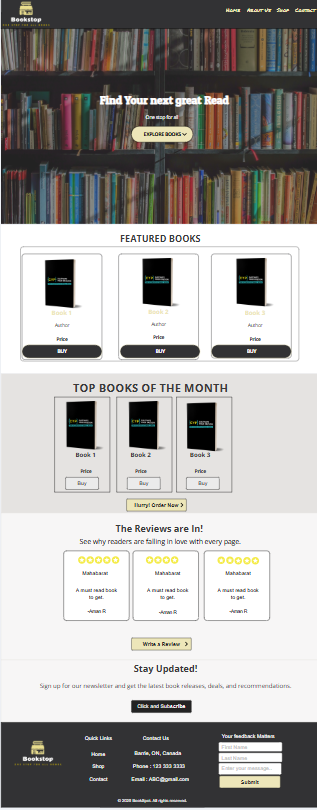 Home About Us Shop Contact
Bookstop
ONE STOP FOR ALL BOOKS
Find Your next great Read
One stop for all
EXPLORE BOOKS
FEATURED BOOKS
Book 1 Book 2 Book 3
Author Author Author
Price Price Price
BUY BUY BUY
TOP BOOKS OF THE MONTH
Book 1 Book 2 Book 3
Price Price Price
Buy Buy Buy
Hurry! Order Now
The Reviews are In!
See why readers are falling in love with every page.
Mahabarat Mahabarat Mahabarat
A must read book A must read book A must read book
to get. to get. to get.
-Aman R -Aman R -Aman R
Write a Review
Stay Updated!
Sign up for our newsletter and get the latest book releases, deals, and recommendations.
Click and Subscribe
Quick Links Contact Us Your feedback Matters
Home Barrie, ON, Canada First Name
Last Name
Shop Phone : 123 333 3333 Enter your message...
Contact Email : ABC@gmail.com Submit
Bookstop
ONE STOP FOR ALL BOOKS
© 2025 BookSpot. All rights reserved.